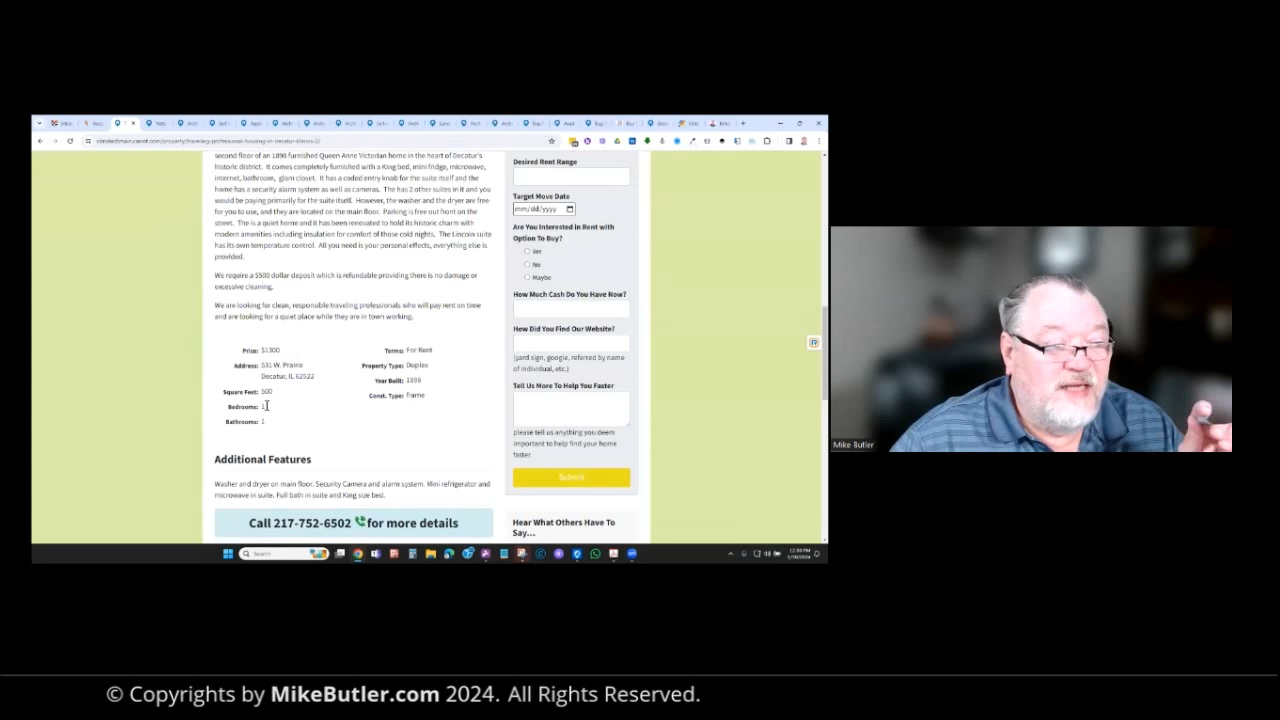 second floor of an 1898 furnished Queen Anne Victorian home in the heart of Decatur's
historic district. It comes completely furnished with a King bed, mini fridge, microwave,
internet, bathroom, glam closet. It has a coded entry knob for the suite itself and the
home has a security alarm system as well as cameras. The has 2 other suites in it and you
would be paying primarily for the suite itself. However, the washer and the dryer are free
for you to use, and they are located on the main floor. Parking is free out front on the
street. The is a quiet home and it has been renovated to hold its historic charm with
modern amenities including insulation for comfort of those cold nights. The Lincoln suite
has its own temperature control. All you need is your personal effects, everything else is
provided.
We require a $500 dollar deposit which is refundable providing there is no damage or
excessive cleaning.
We are looking for clean, responsible traveling professionals who will pay rent on time
and are looking for a quiet place while they are in town working.
Price: $1300
Address: 531 W. Prairie
Decatur, IL 62522
Square Feet: 500
Bedrooms: 1
Bathrooms: 1
Terms: For Rent
Property Type: Duplex
Year Built: 1898
Const. Type: frame
Additional Features
Washer and dryer on main floor. Security Camera and alarm system. Mini refrigerator and
microwave in suite. Full bath in suite and King size bed.
Call 217-752-6502 for more details
Desired Rent Range
Target Move Date
mm/dd/yyyy
Are You Interested in Rent with
Option To Buy?
No
Maybe
How Much Cash Do You Have Now?
How Did You Find Our Website?
(yard sign, google, referred by name
of individual, etc.)
Tell Us More To Help You Faster
please tell us anything you deem
important to help find your home
faster.
Submit
Hear What Others Have To
Say...
Search
Mike Butler
© Copyrights by MikeButler.com 2024. All Rights Reserved.